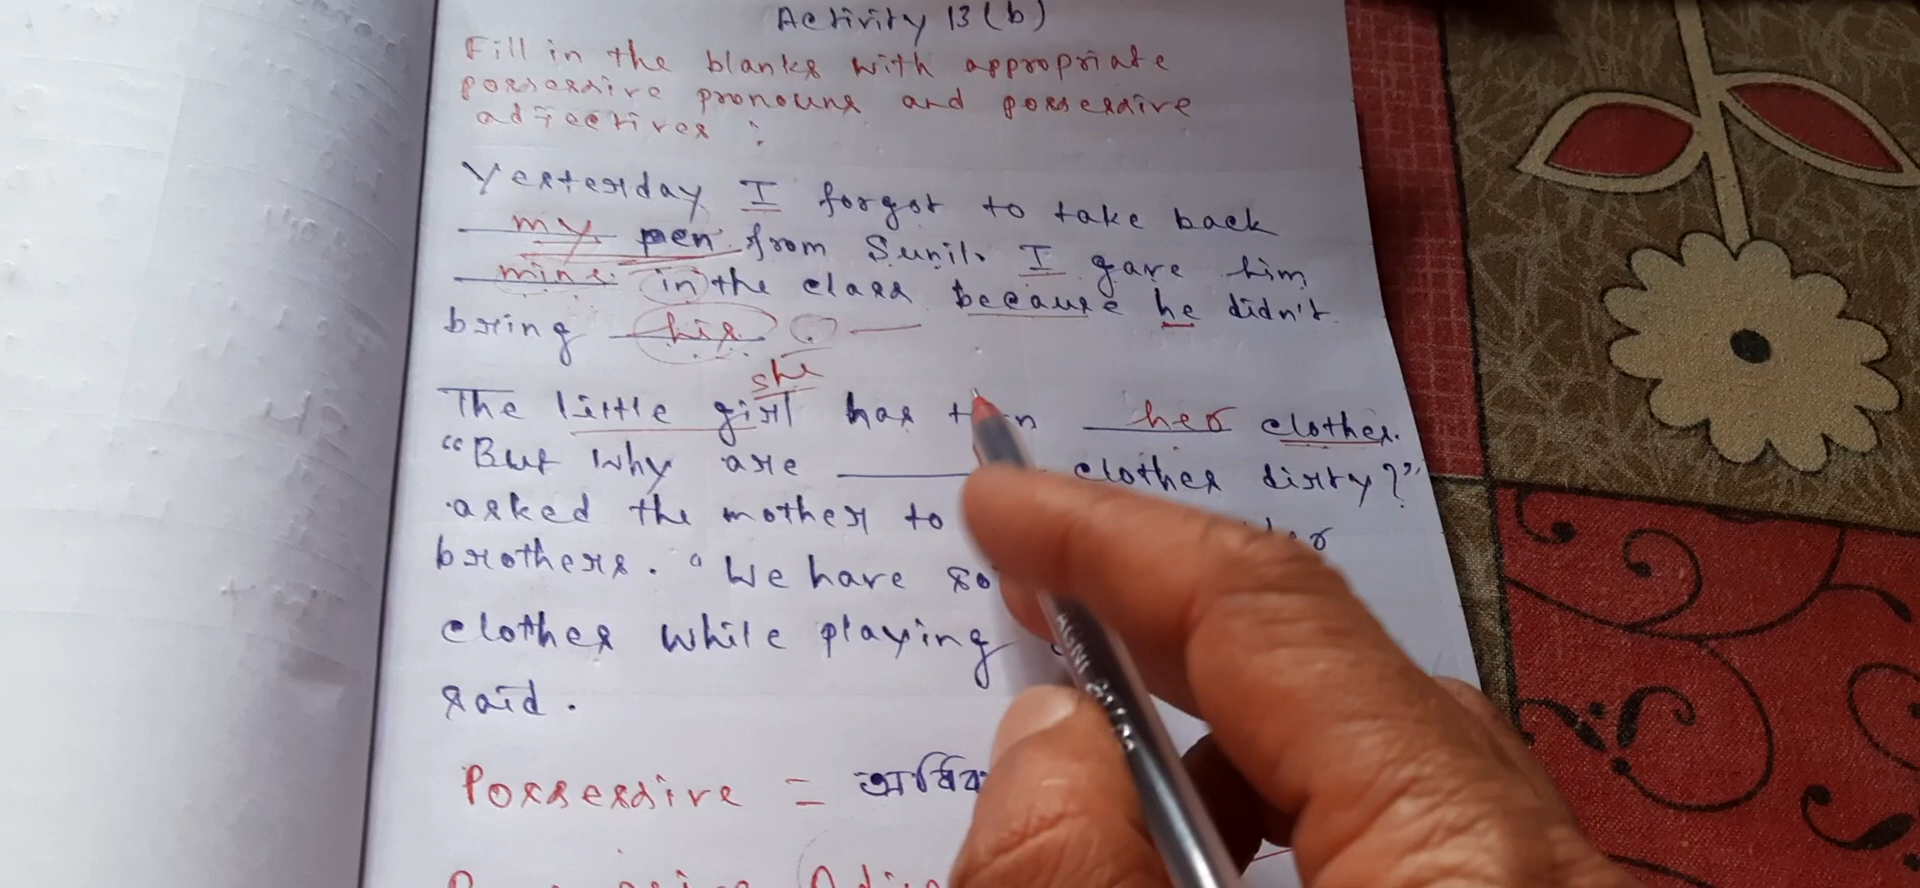 Activity 13 (b)
Fill in the blanks with appropriate
possessive pronouns and possessive
adjectives :
Yesterday I forgot to take back
my pen from Sunil. I gave him
mine in the class because he didn't
bring his .
she
The little girl has torn her clothes.
"But why are clothes dirty?"
asked the mother to
brothers. "We have
clothes while playing
said.
Possessive =